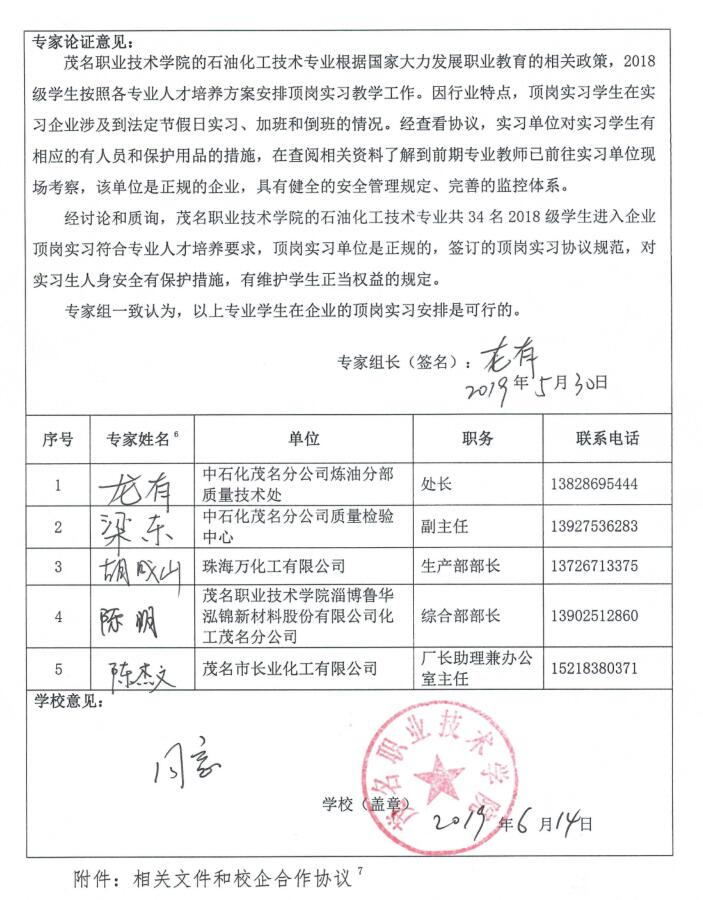 专家论证意见：
茂名职业技术学院的石油化工技术专业根据国家大力发展职业教育的相关政策，2018
级学生按照各专业人才培养方案安排顶岗实习教学工作。因行业特点，顶岗实习学生在实
习企业涉及到法定节假日实习、加班和倒班的情况。经查看协议，实习单位对实习学生有
相应的有人员和保护用品的措施，在查阅相关资料了解到前期专业教师已前往实习单位现
场考察，该单位是正规的企业，具有健全的安全管理规定、完善的监控体系。
经讨论和质询，茂名职业技术学院的石油化工技术专业共 34 名 2018 级学生进入企业
顶岗实习符合专业人才培养要求，顶岗实习单位是正规的，签订的顶岗实习协议规范，对
实习生人身安全有保护措施，有维护学生正当权益的规定。
专家组一致认为，以上专业学生在企业的顶岗实习安排是可行的。
专家组长（签名）：龙有
2019年5月30日
序号 专家姓名6 单位 职务 联系电话
1 龙有 中石化茂名分公司炼油分部 处长 13828695444
质量技术处
2 梁东 中石化茂名分公司质量检验 副主任 13927536283
中心
3 胡成山 珠海万化工有限公司 生产部部长 13726713375
茂名职业技术学院淄博鲁华
4 陈明 泓锦新材料股份有限公司化 综合部部长 13902512860
工茂名分公司
5 陈杰文 茂名市长业化工有限公司 厂长助理兼办公 15218380371
室主任
学校意见：
同意
茂名职业技术学院
学校（盖章）
2019年6月14日
附件：相关文件和校企合作协议7